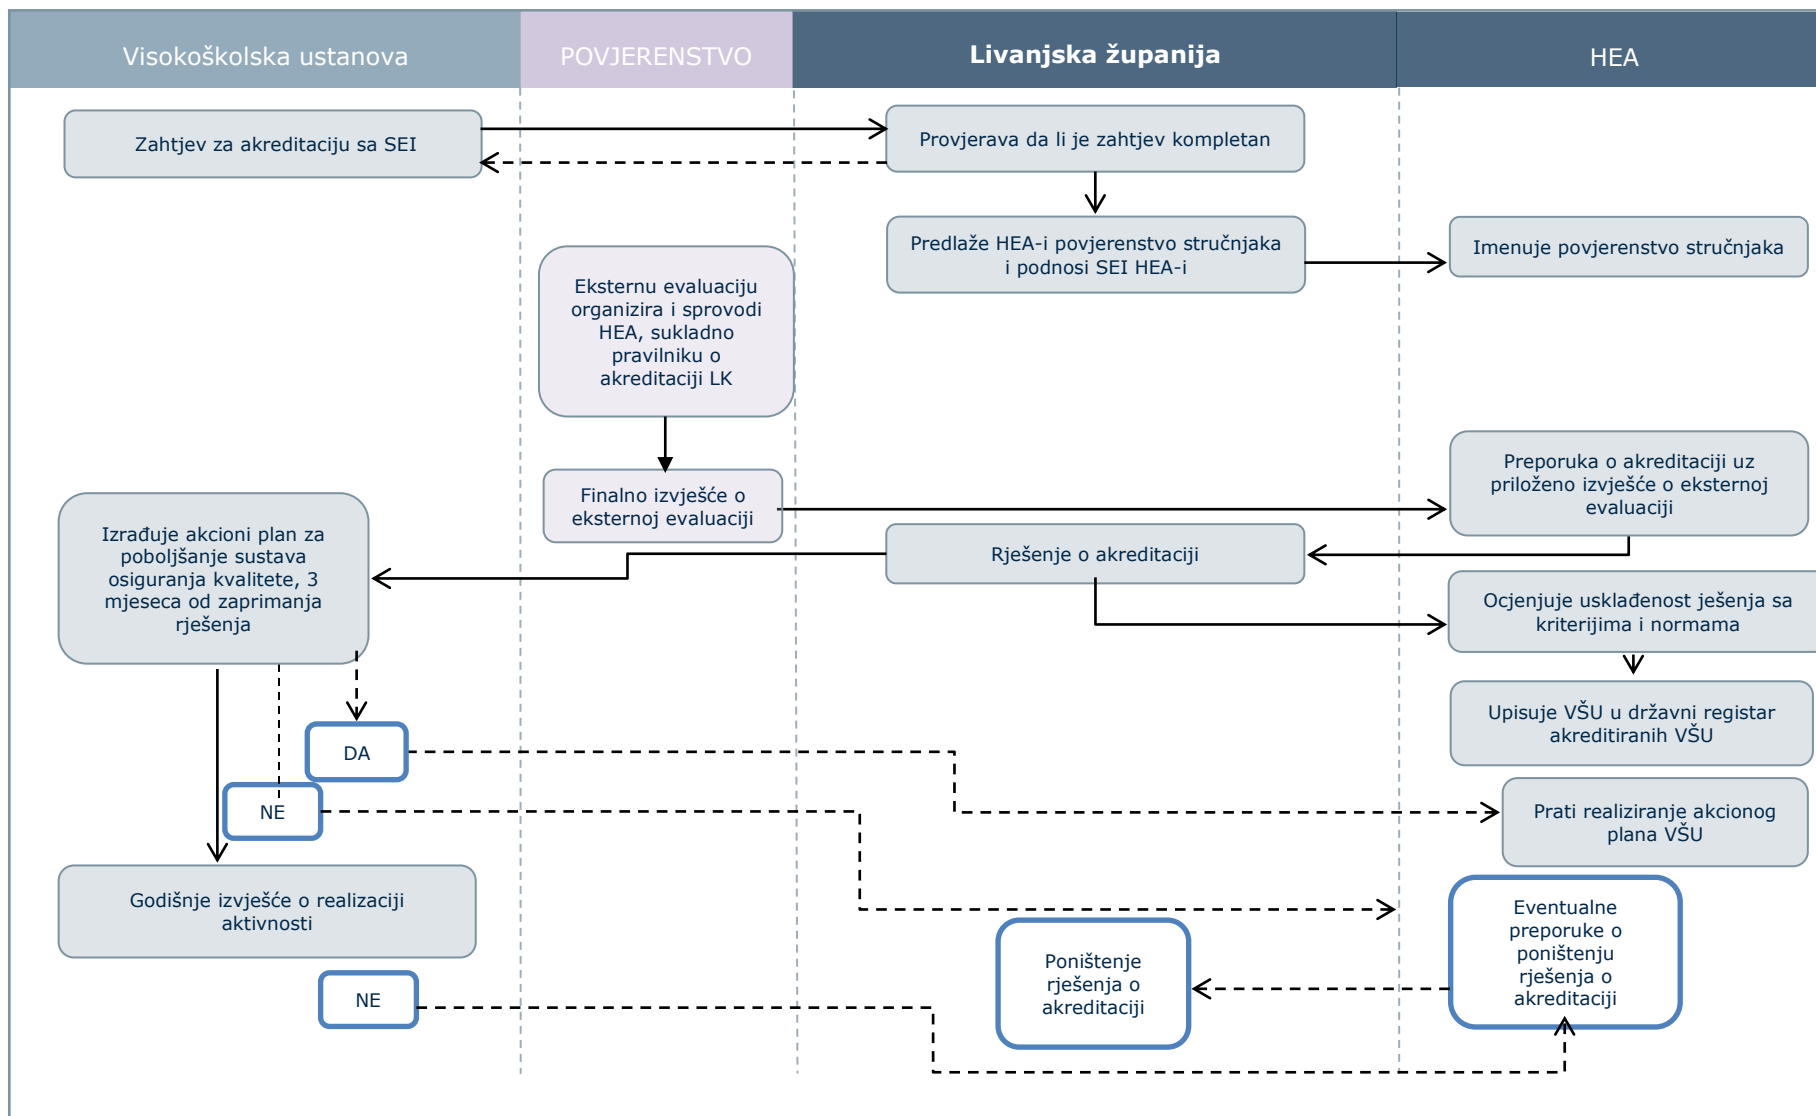 Visokoškolska ustanova
POVJERENSTVO
Livanjska županija
HEA
Zahtjev za akreditaciju sa SEI
Provjerava da li je zahtjev kompletan
Predlaže HEA-i povjerenstvo stručnjaka
i podnosi SEI HEA-i
Imenuje povjerenstvo stručnjaka
Eksternu evaluaciju
organizira i sprovodi
HEA, sukladno
pravilniku o
akreditaciji LK
Finalno izvješće o
eksternoj evaluaciji
Preporuka o akreditaciji uz
priloženo izvješće o eksternoj
evaluaciji
Izrađuje akcioni plan za
poboljšanje sustava
osiguranja kvalitete, 3
mjeseca od zaprimanja
rješenja
Rješenje o akreditaciji
Ocjenjuje usklađenost ješenja sa
kriterijima i normama
Upisuje VŠU u državni registar
akreditiranih VŠU
DA
NE
Prati realiziranje akcionog
plana VŠU
Godišnje izvješće o realizaciji
aktivnosti
Eventualne
preporuke o
poništenju
rješenja o
akreditaciji
Poništenje
rješenja o
akreditaciji
NE